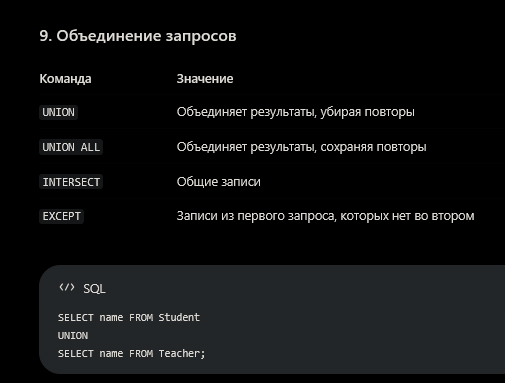 9. Объединение запросов
Команда Значение
UNION Объединяет результаты, убирая повторы
UNION ALL Объединяет результаты, сохраняя повторы
INTERSECT Общие записи
EXCEPT Записи из первого запроса, которых нет во втором
</> SQL
SELECT name FROM Student
UNION
SELECT name FROM Teacher;